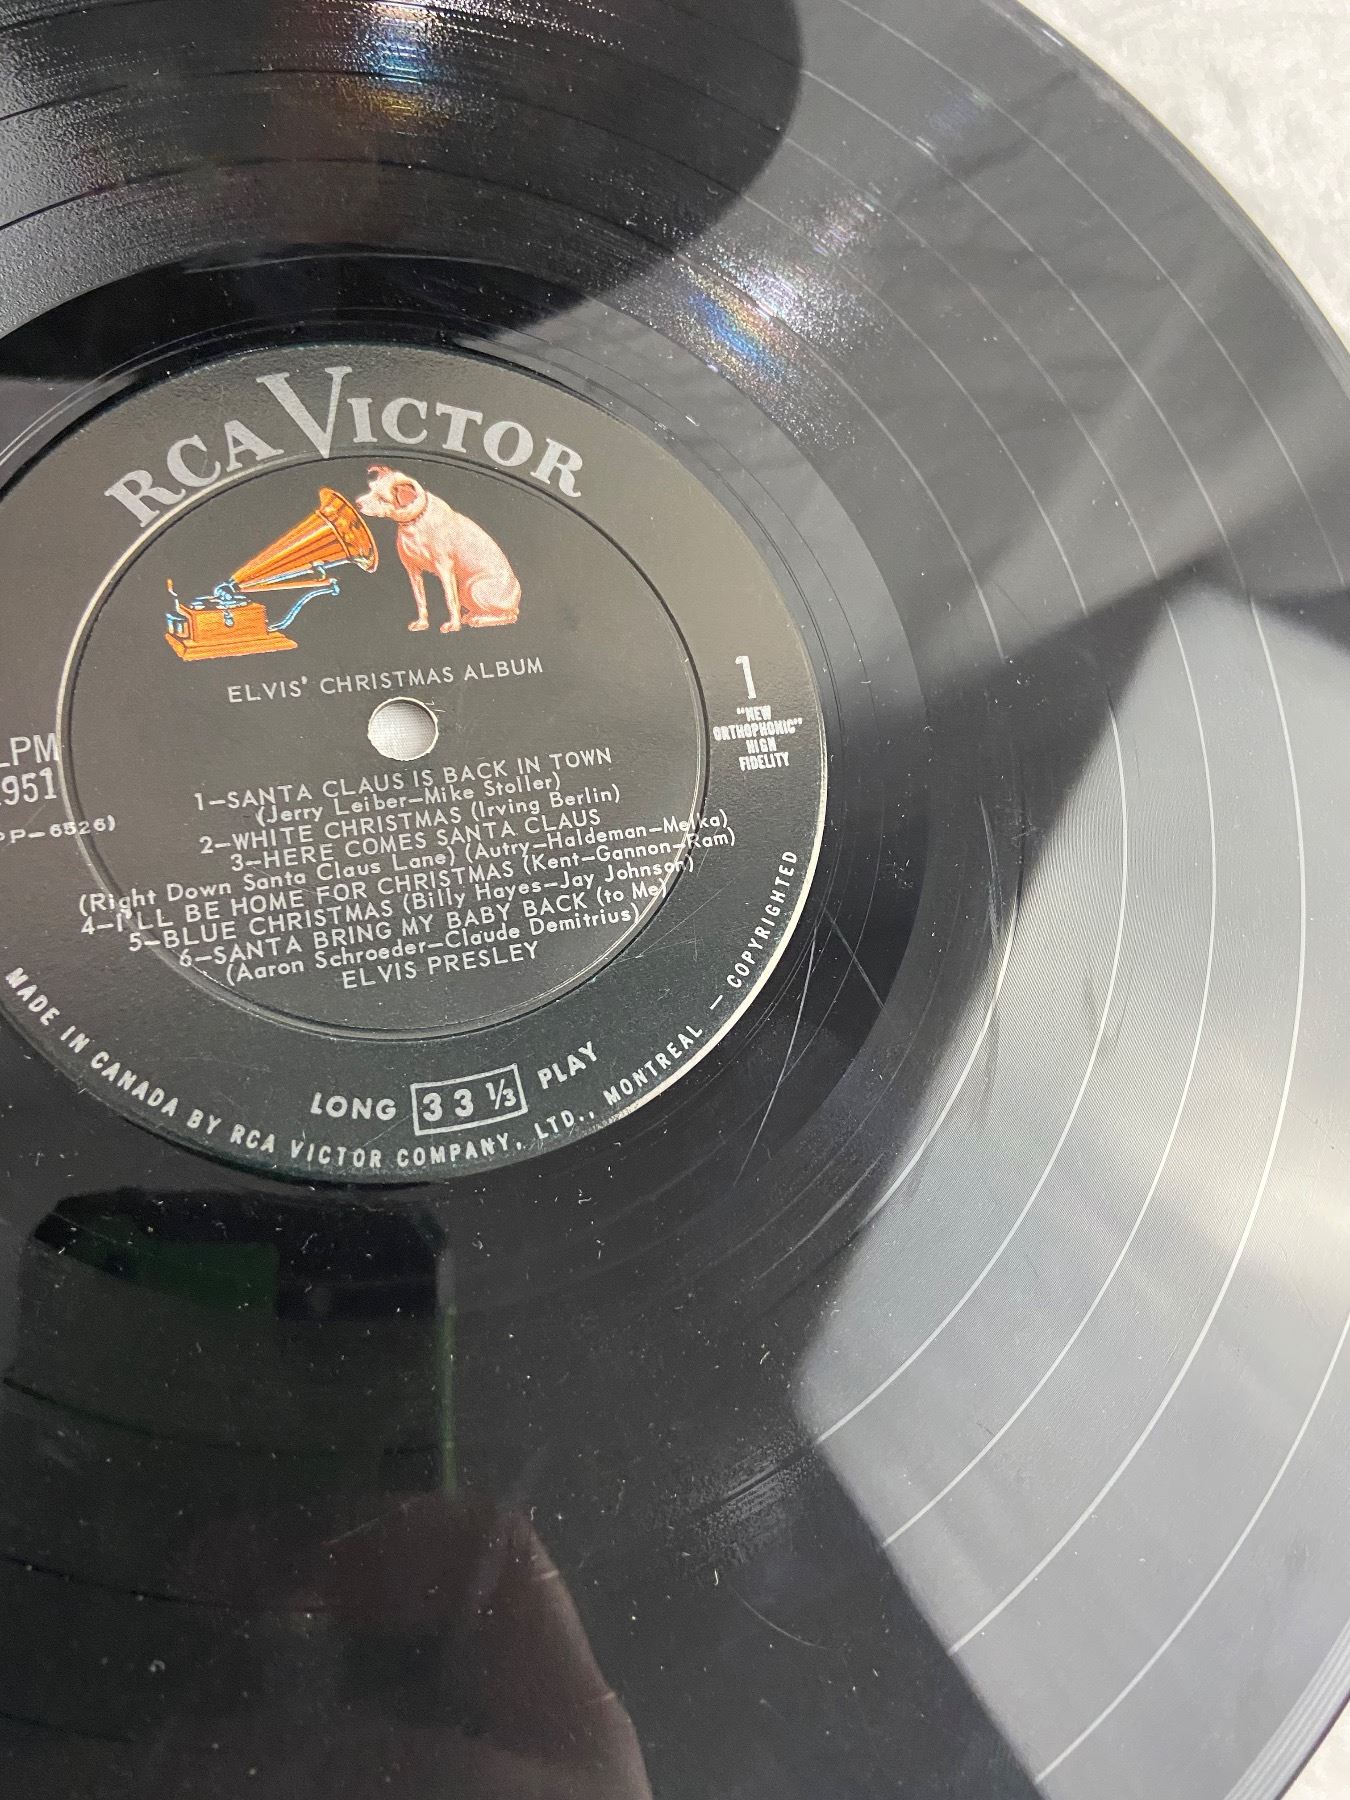 RCA VICTOR
ELVIS' CHRISTMAS ALBUM
1
"NEW
ORTHOPHONIC"
HIGH
FIDELITY
LPM
951
PP-6526)
1-SANTA CLAUS IS BACK IN TOWN
(Jerry Leiber-Mike Stoller)
2-WHITE CHRISTMAS (Irving Berlin)
3-HERE COMES SANTA CLAUS
(Right Down Santa Claus Lane) (Autry-Haldeman-Melka)
4-I'LL BE HOME FOR CHRISTMAS (Kent-Gannon-Ram)
5-BLUE CHRISTMAS (Billy Hayes-Jay Johnson)
6-SANTA BRING MY BABY BACK (to Me)
(Aaron Schroeder-Claude Demitrius)
ELVIS PRESLEY
LONG 33 1/3 PLAY
MADE IN CANADA BY RCA VICTOR COMPANY, LTD., MONTREAL — COPYRIGHTED